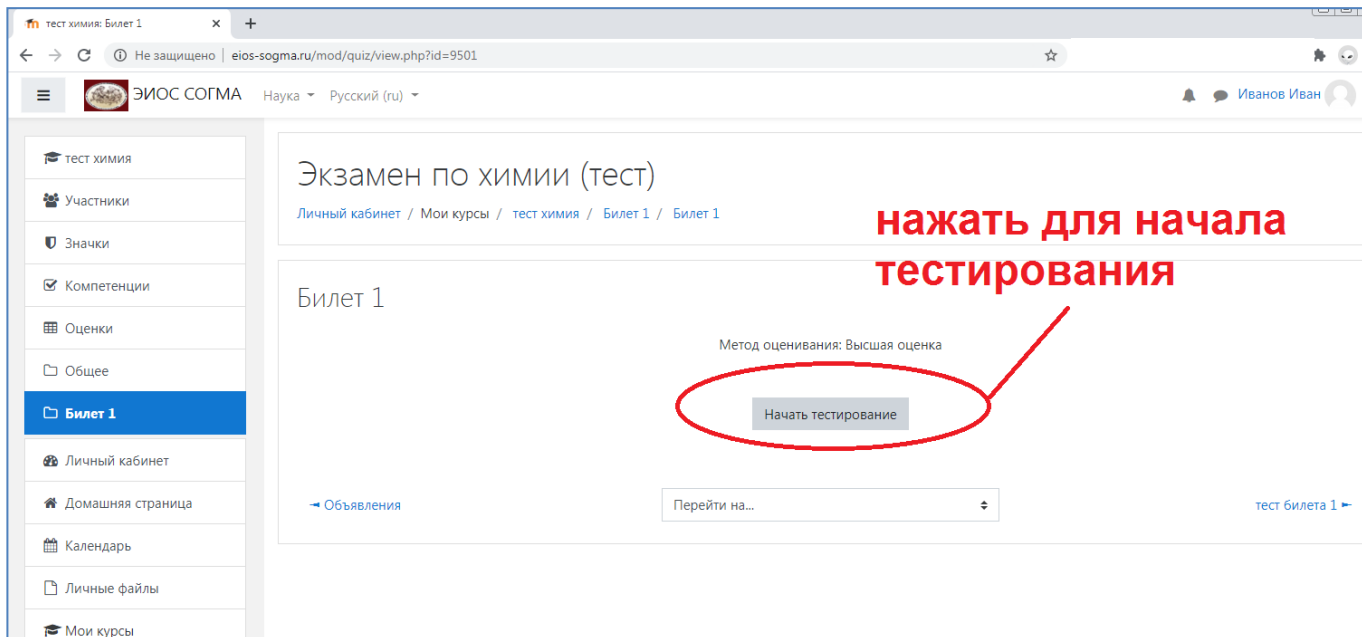 тест химия: Билет 1
Не защищено | eios-sogma.ru/mod/quiz/view.php?id=9501
ЭИОС СОГМА Наука Русский (ru) Иванов Иван
тест химия
Участники
Значки
Компетенции
Оценки
Общее
Билет 1
Личный кабинет
Домашняя страница
Календарь
Личные файлы
Мои курсы
Экзамен по химии (тест)
Личный кабинет / Мои курсы / тест химия / Билет 1 / Билет 1
нажать для начала
тестирования
Билет 1
Метод оценивания: Высшая оценка
Начать тестирование
◄ Объявления
Перейти на...
тест билета 1 ►